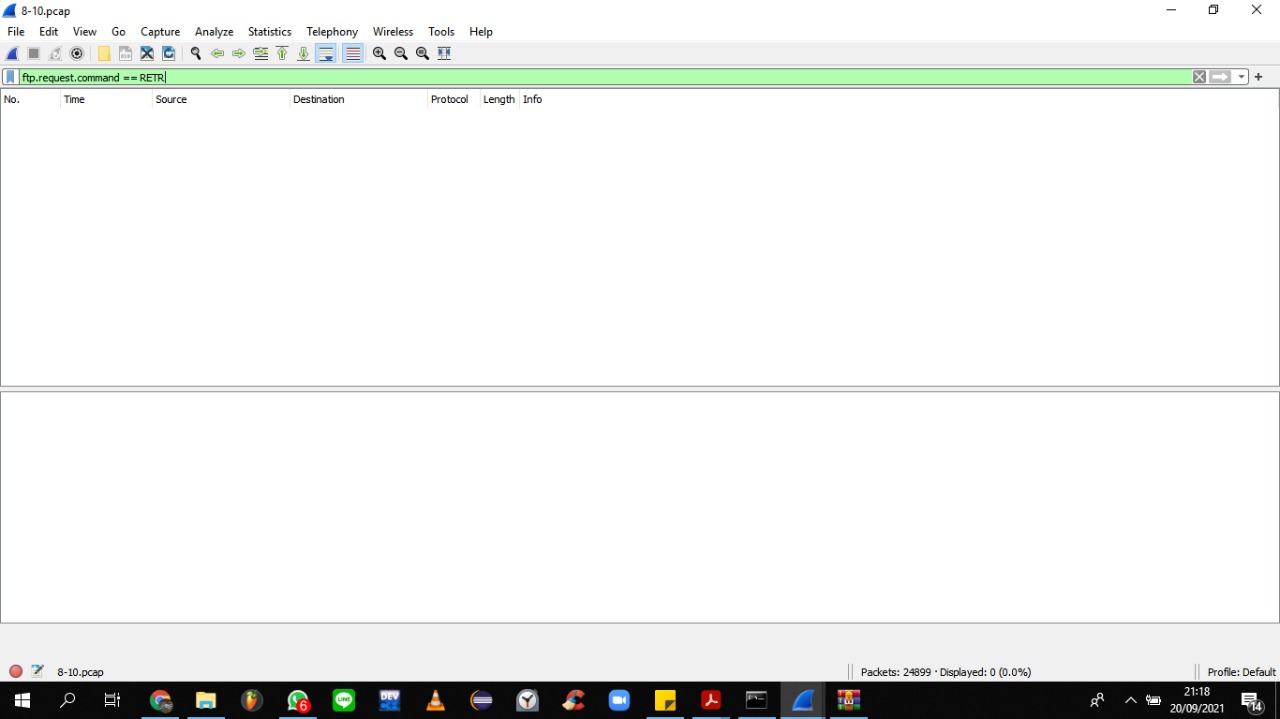 8-10.pcap
File Edit View Go Capture Analyze Statistics Telephony Wireless Tools Help
ftp.request.command == RETR
No. Time Source Destination Protocol Length Info
8-10.pcap Packets: 24899 · Displayed: 0 (0.0%) Profile: Default
6 LINE DEV 21:18
20/09/2021 14